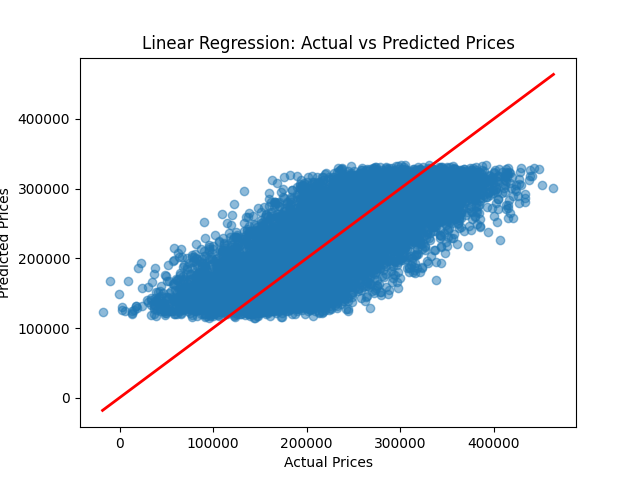 Linear Regression: Actual vs Predicted Prices
Predicted Prices
400000
300000
200000
100000
0
0 100000 200000 300000 400000
Actual Prices